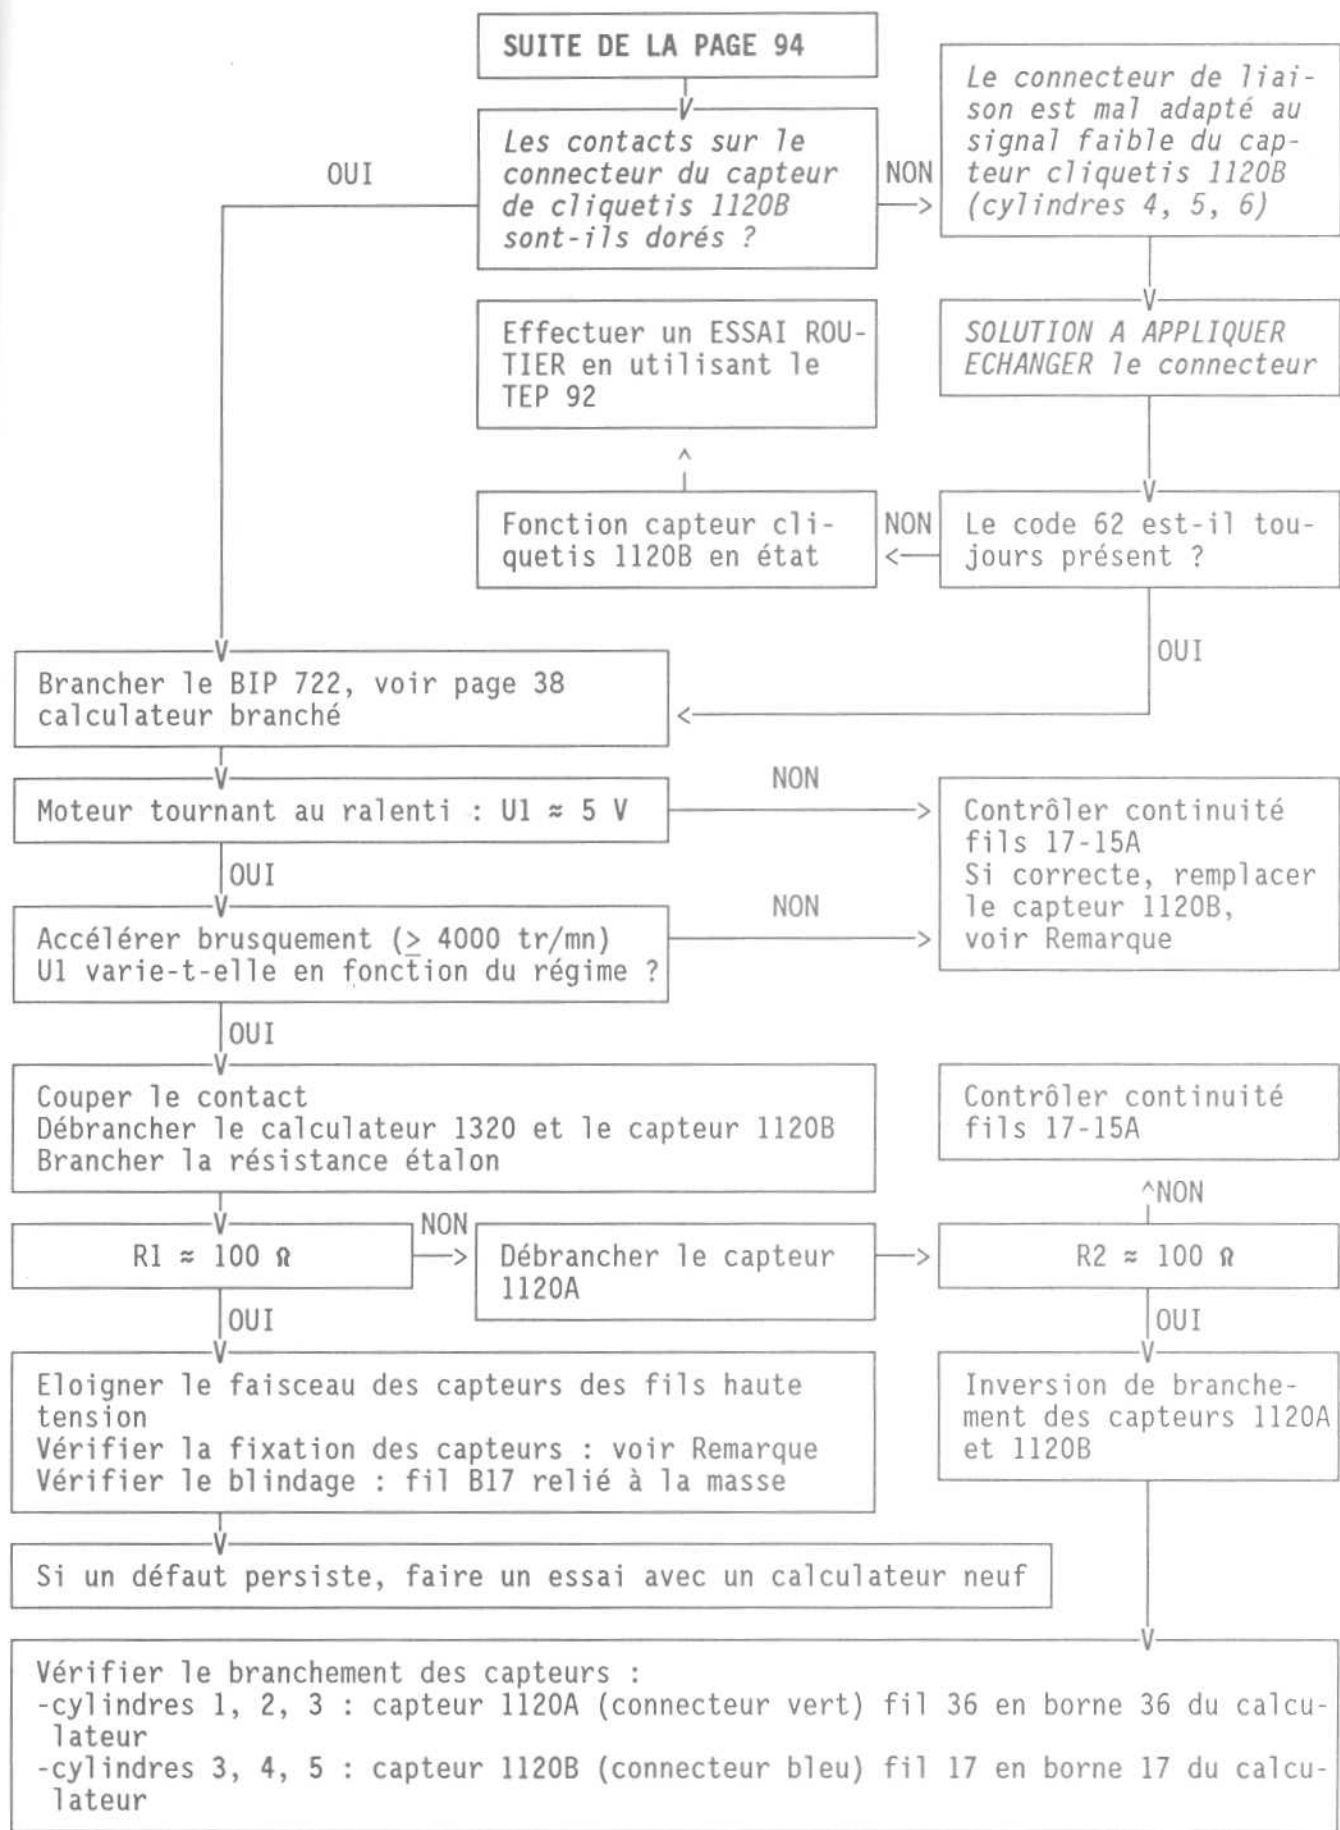 SUITE DE LA PAGE 94
Les contacts sur le
connecteur du capteur
de cliquetis 1120B
sont-ils dorés ?
OUI
NON
Le connecteur de liai-
son est mal adapté au
signal faible du cap-
teur cliquetis 1120B
(cylindres 4, 5, 6)
SOLUTION A APPLIQUER
ECHANGER le connecteur
Effectuer un ESSAI ROU-
TIER en utilisant le
TEP 92
Fonction capteur cli-
quetis 1120B en état
NON
Le code 62 est-il tou-
jours présent ?
OUI
Brancher le BIP 722, voir page 38
calculateur branché
Moteur tournant au ralenti : U1 ≈ 5 V
NON
Contrôler continuité
fils 17-15A
Si correcte, remplacer
le capteur 1120B,
voir Remarque
OUI
Accélérer brusquement (≥ 4000 tr/mn)
U1 varie-t-elle en fonction du régime ?
NON
OUI
Couper le contact
Débrancher le calculateur 1320 et le capteur 1120B
Brancher la résistance étalon
Contrôler continuité
fils 17-15A
NON
R1 ≈ 100 Ω
NON
Débrancher le capteur
1120A
R2 ≈ 100 Ω
OUI
OUI
Eloigner le faisceau des capteurs des fils haute
tension
Vérifier la fixation des capteurs : voir Remarque
Vérifier le blindage : fil B17 relié à la masse
Inversion de branche-
ment des capteurs 1120A
et 1120B
Si un défaut persiste, faire un essai avec un calculateur neuf
Vérifier le branchement des capteurs :
-cylindres 1, 2, 3 : capteur 1120A (connecteur vert) fil 36 en borne 36 du calcu-
lateur
-cylindres 3, 4, 5 : capteur 1120B (connecteur bleu) fil 17 en borne 17 du calcu-
lateur